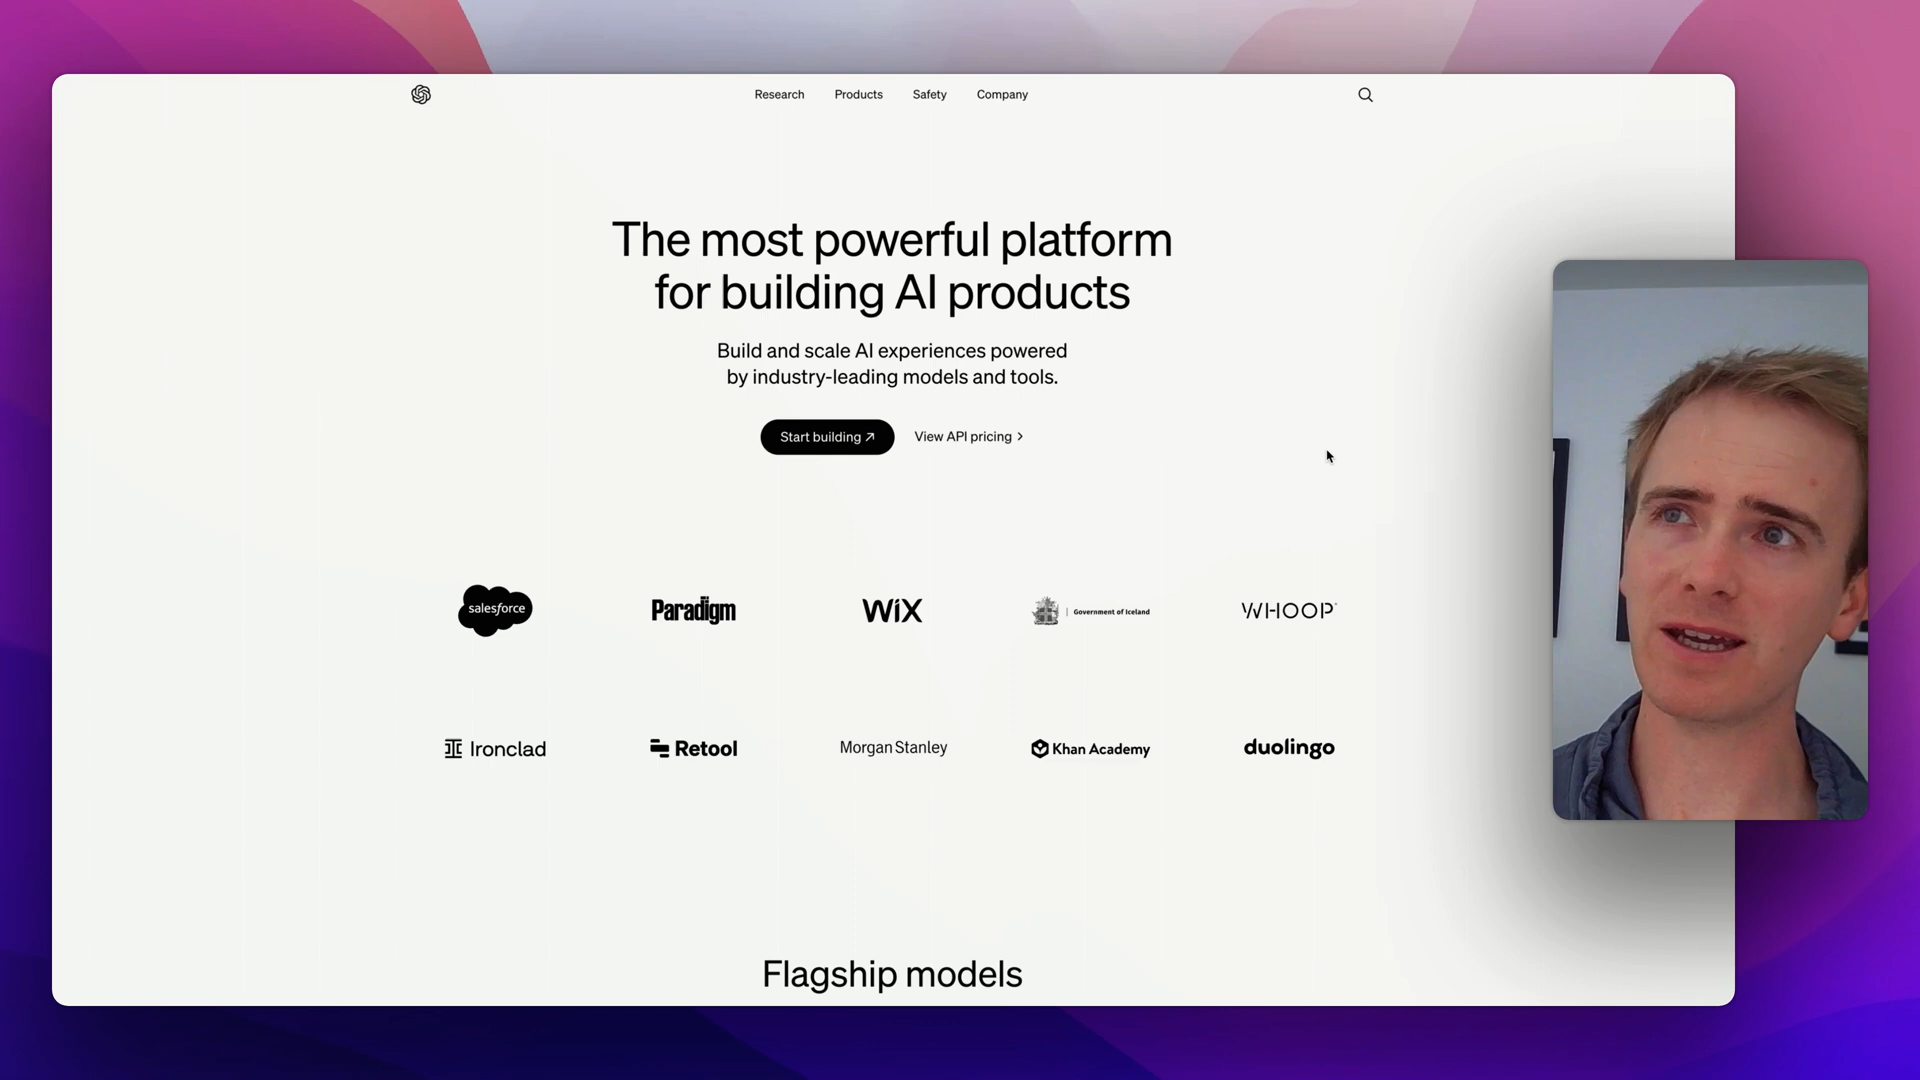 Research
Products
Safety
Company
The most powerful platform
for building AI products
Build and scale AI experiences powered
by industry-leading models and tools.
Start building ↗
View API pricing >
salesforce
Paradigm
WiX
Government of Iceland
WHOOP
Ironclad
Retool
Morgan Stanley
Khan Academy
duolingo
Flagship models